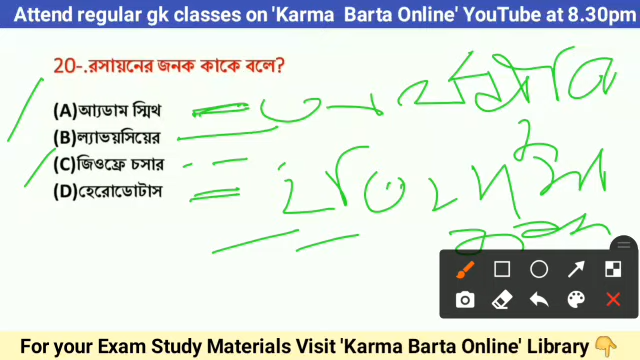 Attend regular gk classes on 'Karma Barta Online' YouTube at 8.30pm
20-.রসায়নের জনক কাকে বলে?
(A)অ্যাডাম স্মিথ
(B)ল্যাভয়সিয়ের
(C)জিওফ্রে চসার
(D)হেরোডোটাস
For your Exam Study Materials Visit 'Karma Barta Online' Library 👇